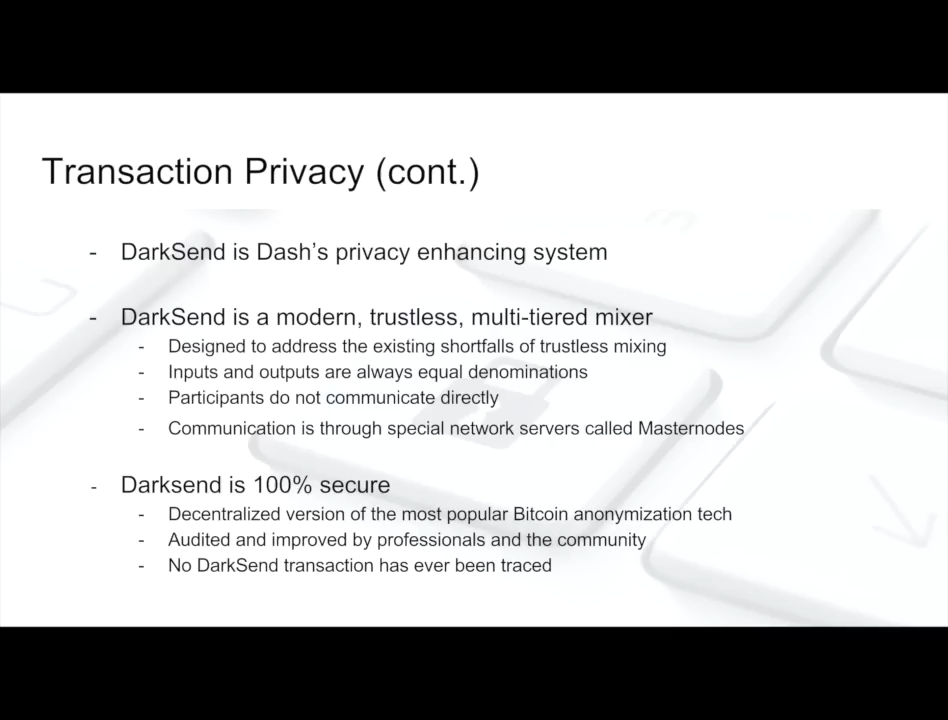 Transaction Privacy (cont.)
- DarkSend is Dash's privacy enhancing system
- DarkSend is a modern, trustless, multi-tiered mixer
- Designed to address the existing shortfalls of trustless mixing
- Inputs and outputs are always equal denominations
- Participants do not communicate directly
- Communication is through special network servers called Masternodes
- Darksend is 100% secure
- Decentralized version of the most popular Bitcoin anonymization tech
- Audited and improved by professionals and the community
- No DarkSend transaction has ever been traced